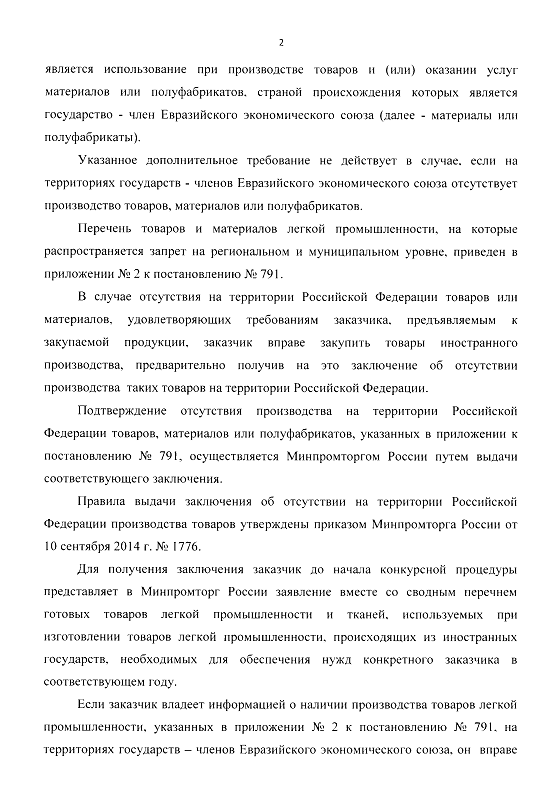 2
является использование при производстве товаров и (или) оказании услуг
материалов или полуфабрикатов, страной происхождения которых является
государство - член Евразийского экономического союза (далее - материалы или
полуфабрикаты).
Указанное дополнительное требование не действует в случае, если на
территориях государств - членов Евразийского экономического союза отсутствует
производство товаров, материалов или полуфабрикатов.
Перечень товаров и материалов легкой промышленности, на которые
распространяется запрет на региональном и муниципальном уровне, приведен в
приложении № 2 к постановлению № 791.
В случае отсутствия на территории Российской Федерации товаров или
материалов, удовлетворяющих требованиям заказчика, предъявляемым к
закупаемой продукции, заказчик вправе закупить товары иностранного
производства, предварительно получив на это заключение об отсутствии
производства таких товаров на территории Российской Федерации.
Подтверждение отсутствия производства на территории Российской
Федерации товаров, материалов или полуфабрикатов, указанных в приложении к
постановлению № 791, осуществляется Минпромторгом России путем выдачи
соответствующего заключения.
Правила выдачи заключения об отсутствии на территории Российской
Федерации производства товаров утверждены приказом Минпромторга России от
10 сентября 2014 г. № 1776.
Для получения заключения заказчик до начала конкурсной процедуры
представляет в Минпромторг России заявление вместе со сводным перечнем
готовых товаров легкой промышленности и тканей, используемых при
изготовлении товаров легкой промышленности, происходящих из иностранных
государств, необходимых для обеспечения нужд конкретного заказчика в
соответствующем году.
Если заказчик владеет информацией о наличии производства товаров легкой
промышленности, указанных в приложении № 2 к постановлению № 791, на
территориях государств – членов Евразийского экономического союза, он вправе